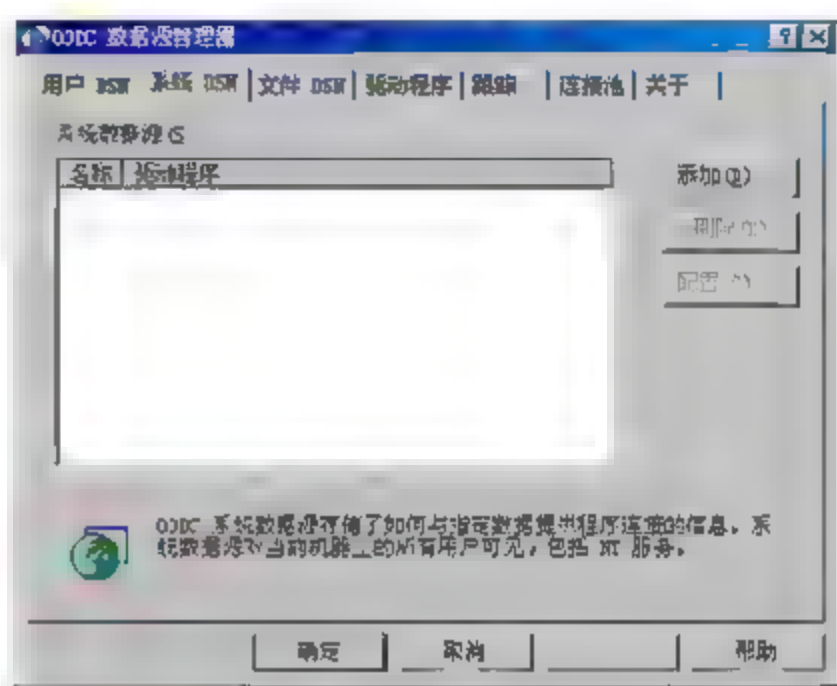 ODBC 数据源管理器
用户 DSN 系统 DSN 文件 DSN 驱动程序 跟踪 连接池 关于
系统数据源(S)
名称 驱动程序
添加(D)
删除
配置
ODBC 系统数据源存储了如何与指定数据提供程序连接的信息。系
统数据源对当前机器上的所有用户可见，包括 NT 服务。
确定 取消 帮助